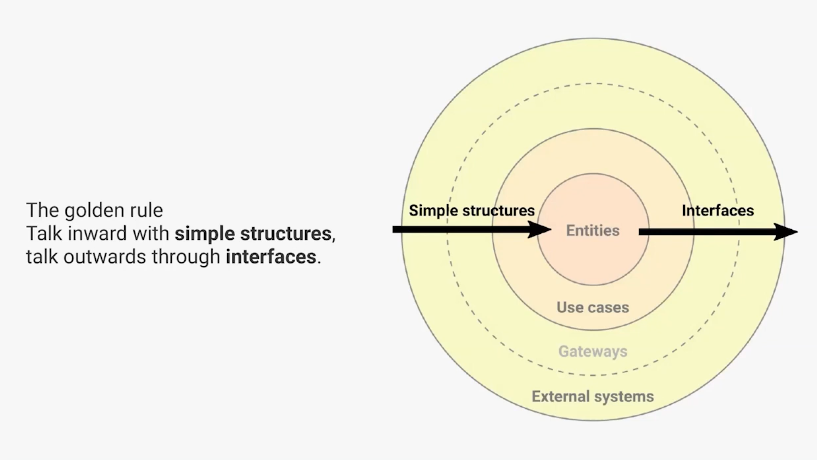 The golden rule
Talk inward with simple structures,
talk outwards through interfaces.
Simple structures
Interfaces
Entities
Use cases
Gateways
External systems